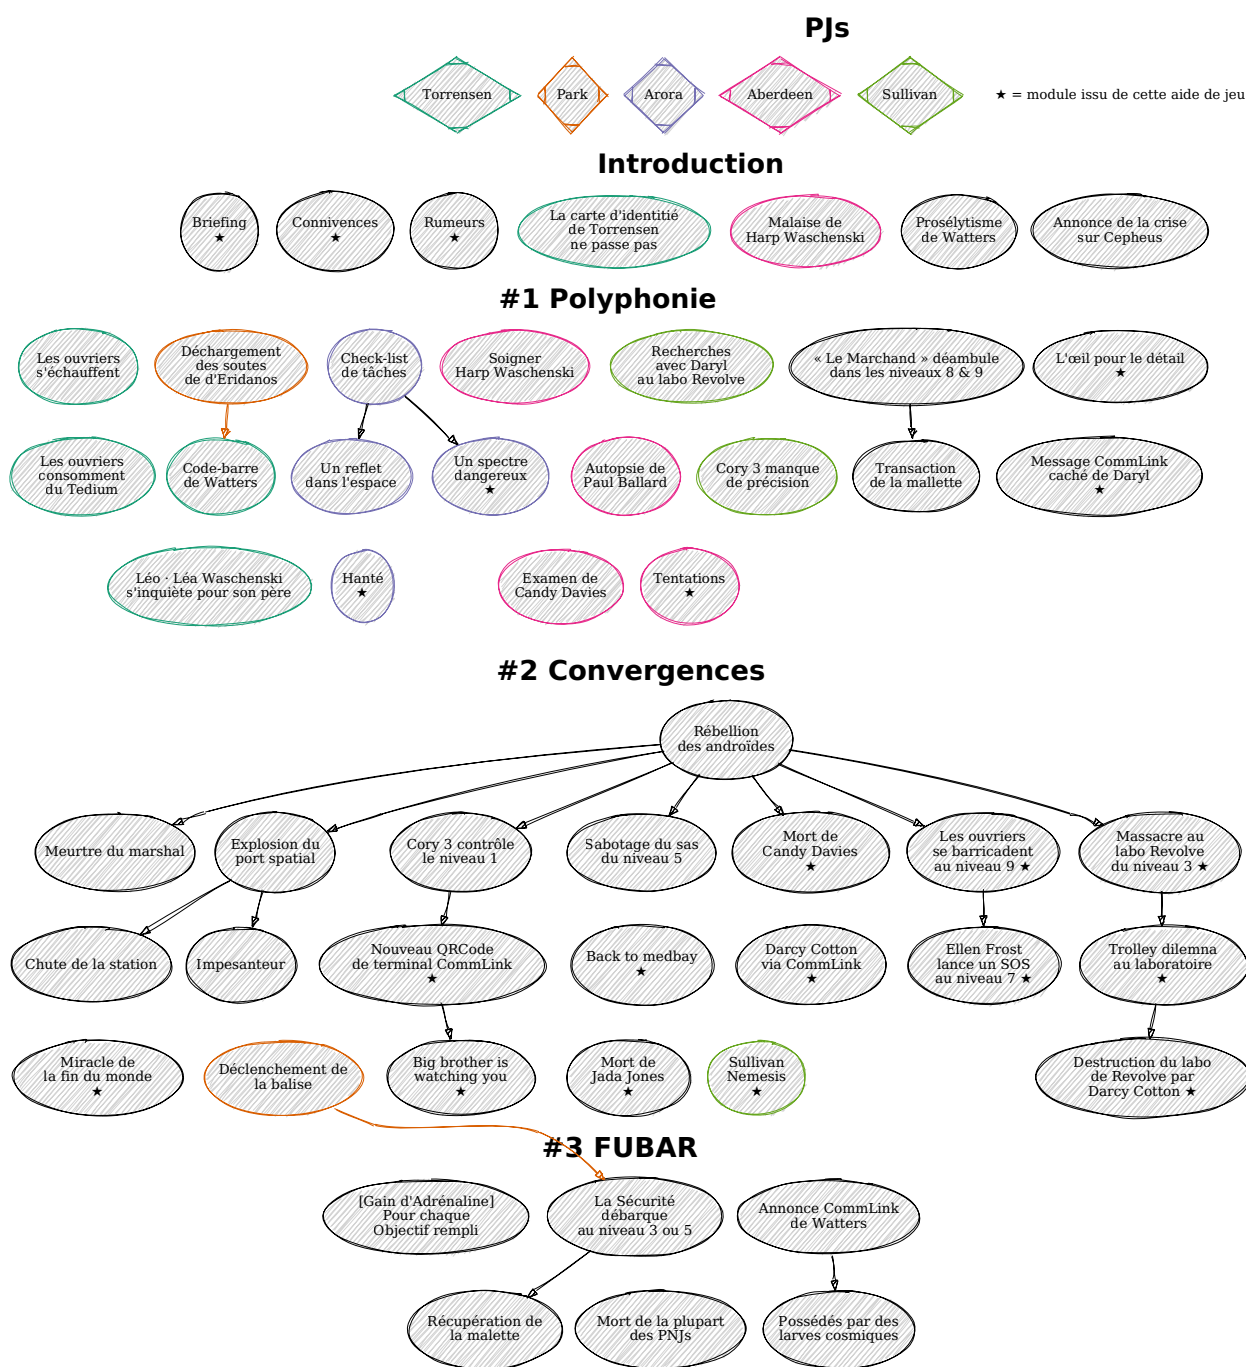 PJs
Torrensen
Park
Arora
Aberdeen
Sullivan
★ = module issu de cette aide de jeu
Introduction
Briefing
★
Connivences
★
Rumeurs
★
La carte d'identitié
de Torrensen
ne passe pas
Malaise de
Harp Waschenski
Prosélytisme
de Watters
Annonce de la crise
sur Cepheus
#1 Polyphonie
Les ouvriers
s'échauffent
Déchargement
des soutes
de d'Eridanos
Check-list
de tâches
Soigner
Harp Waschenski
Recherches
avec Daryl
au labo Revolve
« Le Marchand » déambule
dans les niveaux 8 & 9
L'œil pour le détail
★
Les ouvriers
consomment
du Tedium
Code-barre
de Watters
Un reflet
dans l'espace
Un spectre
dangereux
★
Autopsie de
Paul Ballard
Cory 3 manque
de précision
Transaction
de la mallette
Message CommLink
caché de Daryl
★
Léo · Léa Waschenski
s'inquiète pour son père
Hanté
★
Examen de
Candy Davies
Tentations
★
#2 Convergences
Rébellion
des androïdes
Meurtre du marshal
Explosion du
port spatial
Cory 3 contrôle
le niveau 1
Sabotage du sas
du niveau 5
Mort de
Candy Davies
★
Les ouvriers
se barricadent
au niveau 9 ★
Massacre au
labo Revolve
du niveau 3 ★
Chute de la station
Impesanteur
Nouveau QRCode
de terminal CommLink
★
Back to medbay
★
Darcy Cotton
via CommLink
★
Ellen Frost
lance un SOS
au niveau 7 ★
Trolley dilemna
au laboratoire
★
Miracle de
la fin du monde
★
Déclenchement de
la balise
Big brother is
watching you
★
Mort de
Jada Jones
★
Sullivan
Nemesis
★
Destruction du labo
de Revolve par
Darcy Cotton ★
#3 FUBAR
[Gain d'Adrénaline]
Pour chaque
Objectif rempli
La Sécurité
débarque
au niveau 3 ou 5
Annonce CommLink
de Watters
Récupération de
la malette
Mort de la plupart
des PNJs
Possédés par des
larves cosmiques